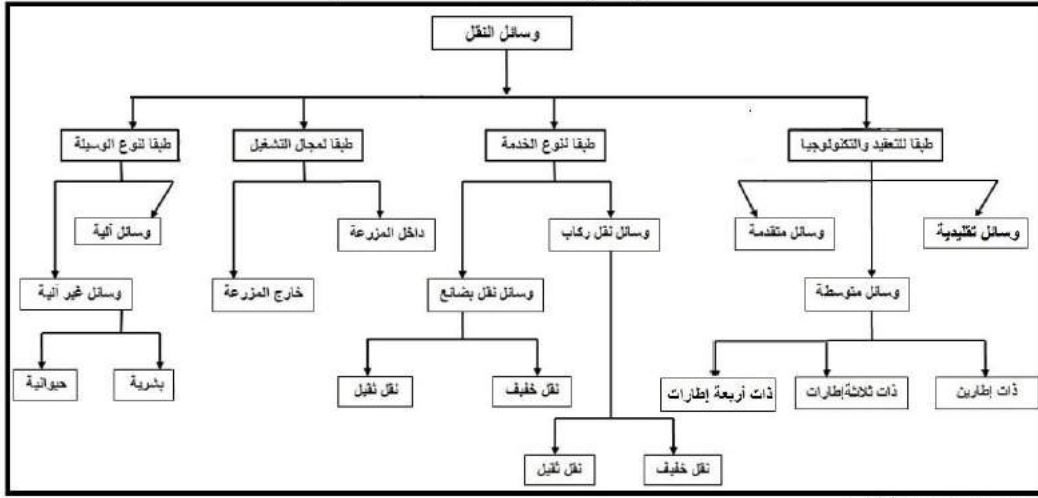 وسائل النقل
طبقا للتعقيد والتكنولوجيا
طبقا لنوع الخدمة
طبقا لمجال التشغيل
طبقا لنوع الوسيلة
وسائل تقليدية
وسائل متقدمة
وسائل نقل ركاب
داخل المزرعة
وسائل آلية
وسائل متوسطة
وسائل نقل بضائع
خارج المزرعة
وسائل غير آلية
ذات إطارين
ذات ثلاثة إطارات
ذات أربعة إطارات
نقل خفيف
نقل ثقيل
بشرية
حيوانية
نقل خفيف
نقل ثقيل